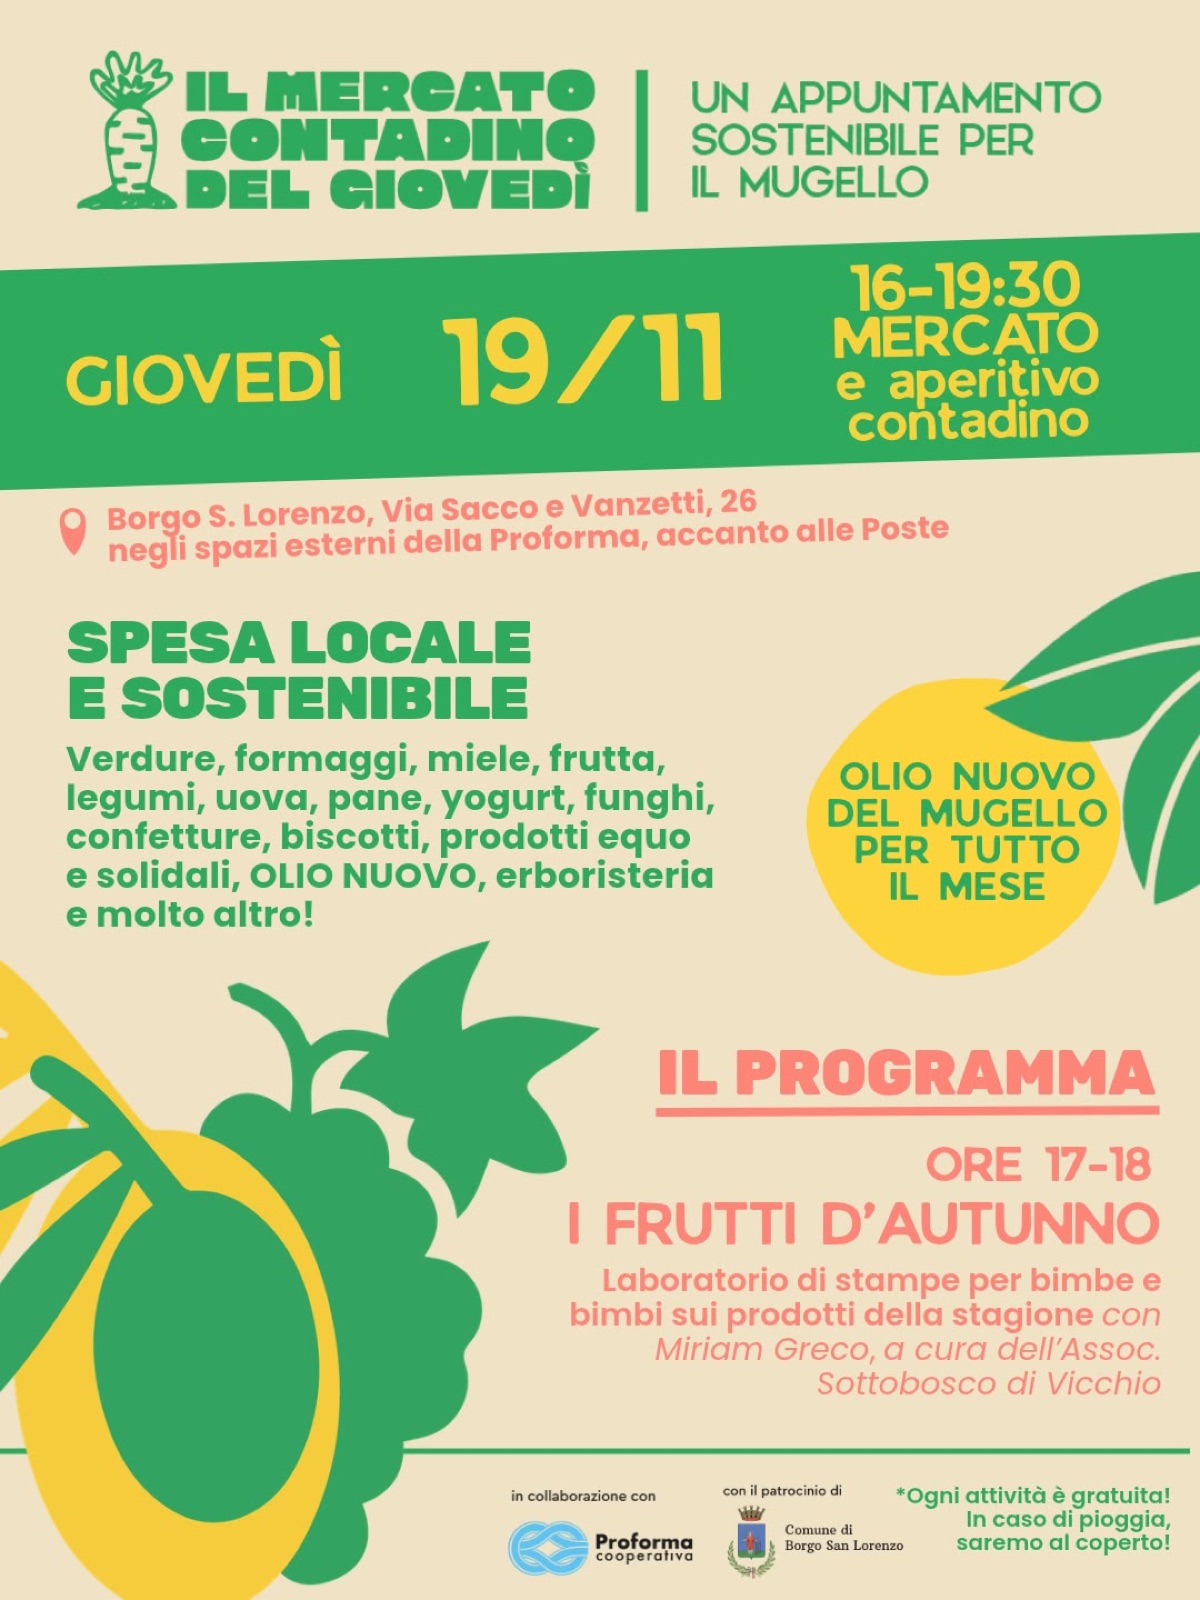 IL MERCATO
CONTADINO
DEL GIOVEDÌ
UN APPUNTAMENTO
SOSTENIBILE PER
IL MUGELLO
GIOVEDÌ
19/11
16-19:30
MERCATO
e aperitivo
contadino
Borgo S. Lorenzo, Via Sacco e Vanzetti, 26
negli spazi esterni della Proforma, accanto alle Poste
SPESA LOCALE
E SOSTENIBILE
Verdure, formaggi, miele, frutta,
legumi, uova, pane, yogurt, funghi,
confetture, biscotti, prodotti equo
e solidali, OLIO NUOVO, erboristeria
e molto altro!
OLIO NUOVO
DEL MUGELLO
PER TUTTO
IL MESE
IL PROGRAMMA
ORE 17-18
I FRUTTI D'AUTUNNO
Laboratorio di stampe per bimbe e
bimbi sui prodotti della stagione con
Miriam Greco, a cura dell'Assoc.
Sottobosco di Vicchio
in collaborazione con
Proforma
cooperativa
con il patrocinio di
Comune di
Borgo San Lorenzo
*Ogni attività è gratuita!
In caso di pioggia,
saremo al coperto!